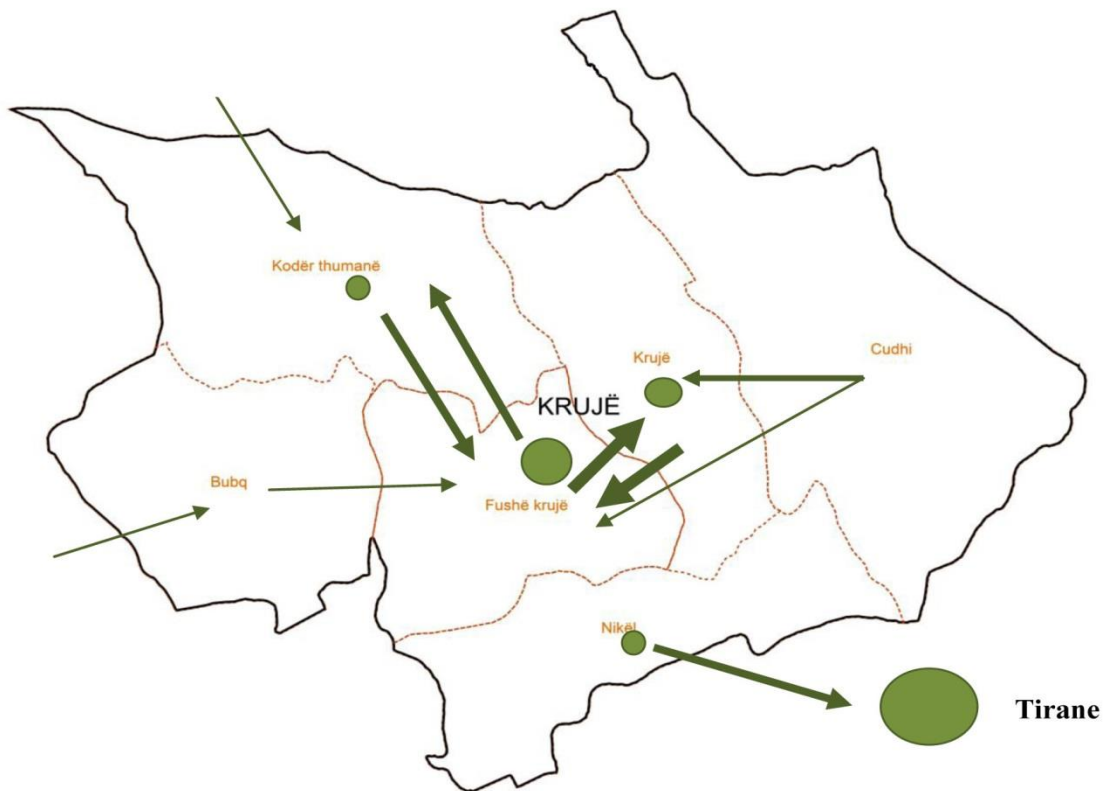 Kodër thumanë
Krujë
Cudhi
KRUJË
Bubq
Fushë krujë
Nikël
Tirane